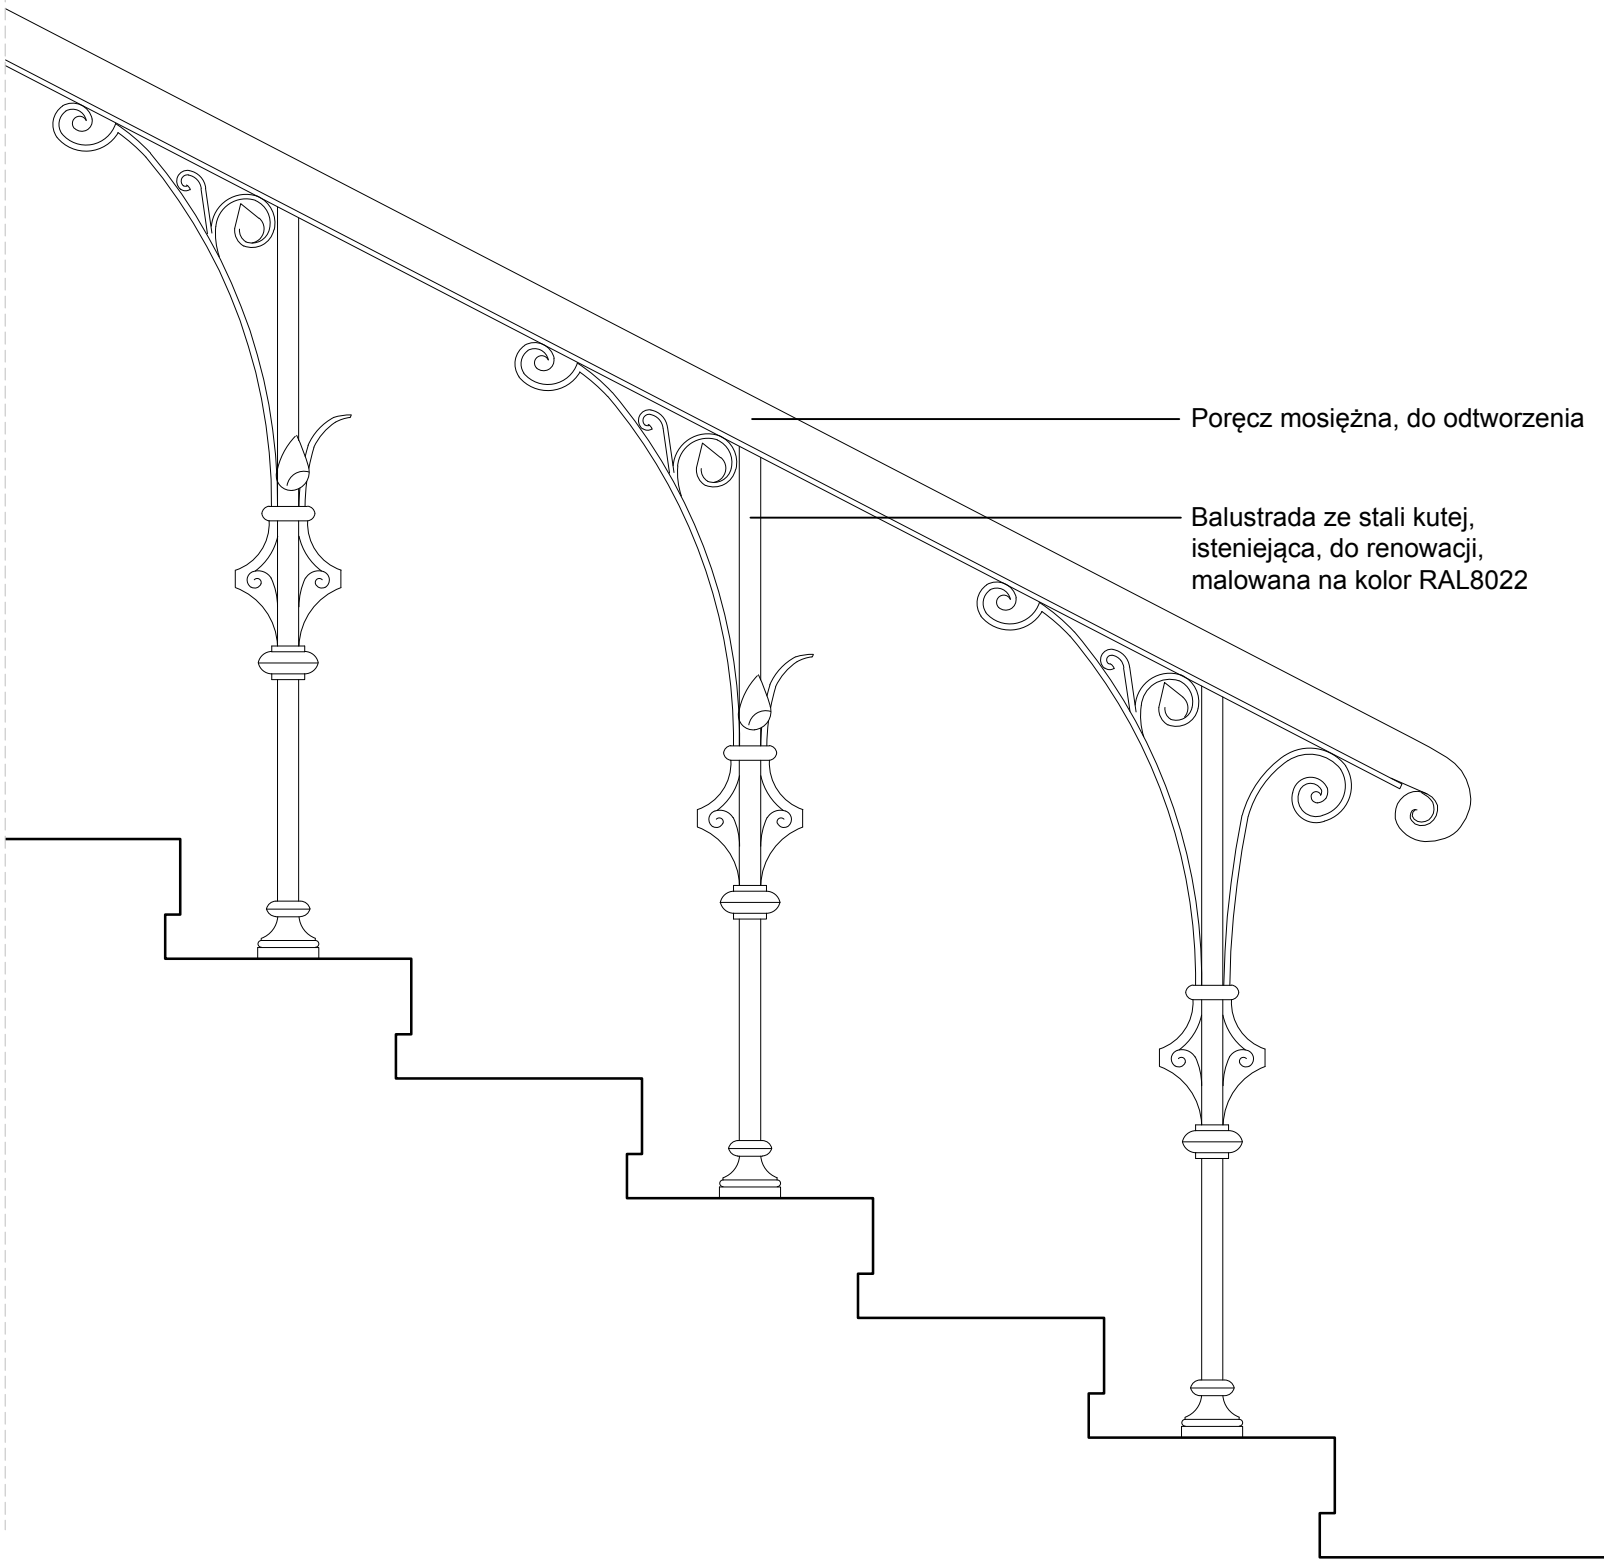 Poręcz mosiężna, do odtworzenia
Balustrada ze stali kutej,
isteniejąca, do renowacji,
malowana na kolor RAL8022